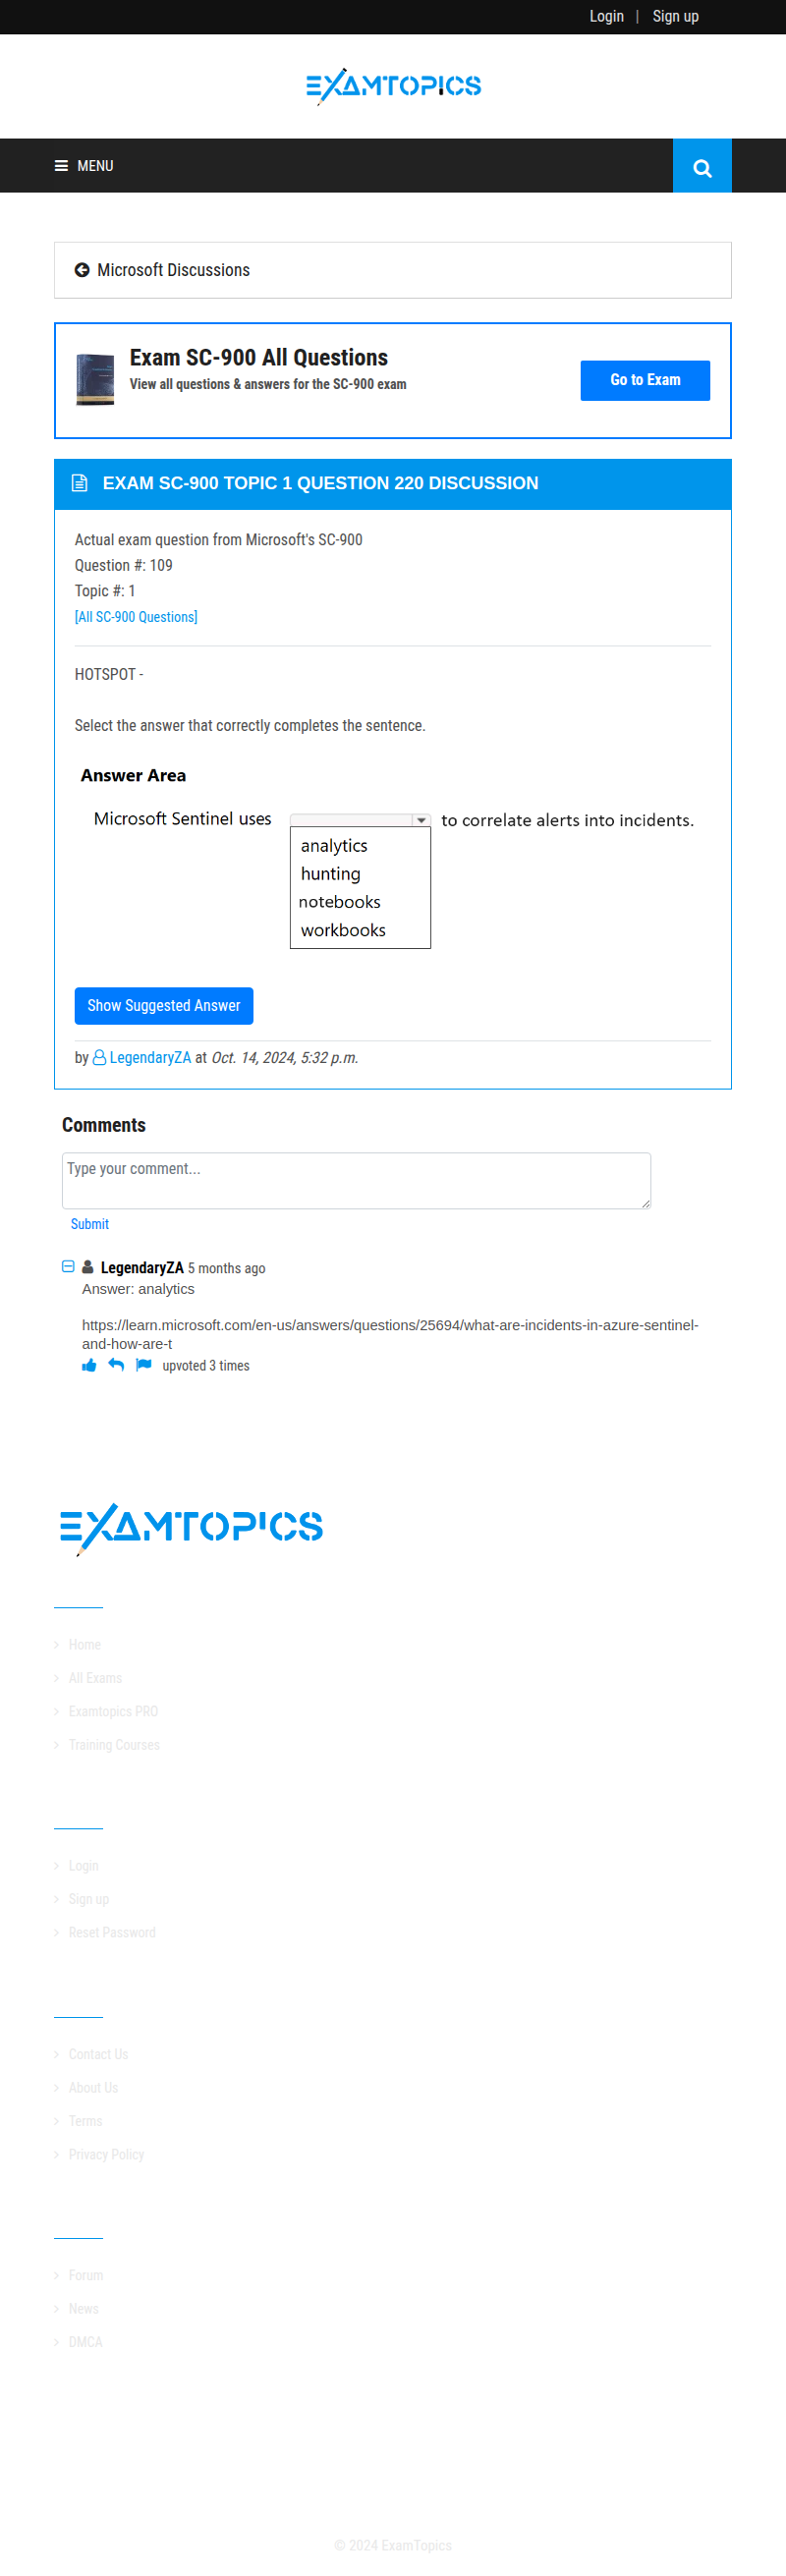 Login | Sign up
EXAMTOPICS
MENU
Microsoft Discussions
Exam SC-900 All Questions
View all questions & answers for the SC-900 exam
Go to Exam
EXAM SC-900 TOPIC 1 QUESTION 220 DISCUSSION
Actual exam question from Microsoft's SC-900
Question #: 109
Topic #: 1
[All SC-900 Questions]
HOTSPOT -
Select the answer that correctly completes the sentence.
Answer Area
Microsoft Sentinel uses to correlate alerts into incidents.
analytics
hunting
notebooks
workbooks
Show Suggested Answer
by LegendaryZA at Oct. 14, 2024, 5:32 p.m.
Comments
Type your comment...
Submit
LegendaryZA 5 months ago
Answer: analytics
https://learn.microsoft.com/en-us/answers/questions/25694/what-are-incidents-in-azure-sentinel-
and-how-are-t
upvoted 3 times
EXAMTOPICS
Home
All Exams
Examtopics PRO
Training Courses
Login
Sign up
Reset Password
Contact Us
About Us
Terms
Privacy Policy
Forum
News
DMCA
© 2024 ExamTopics